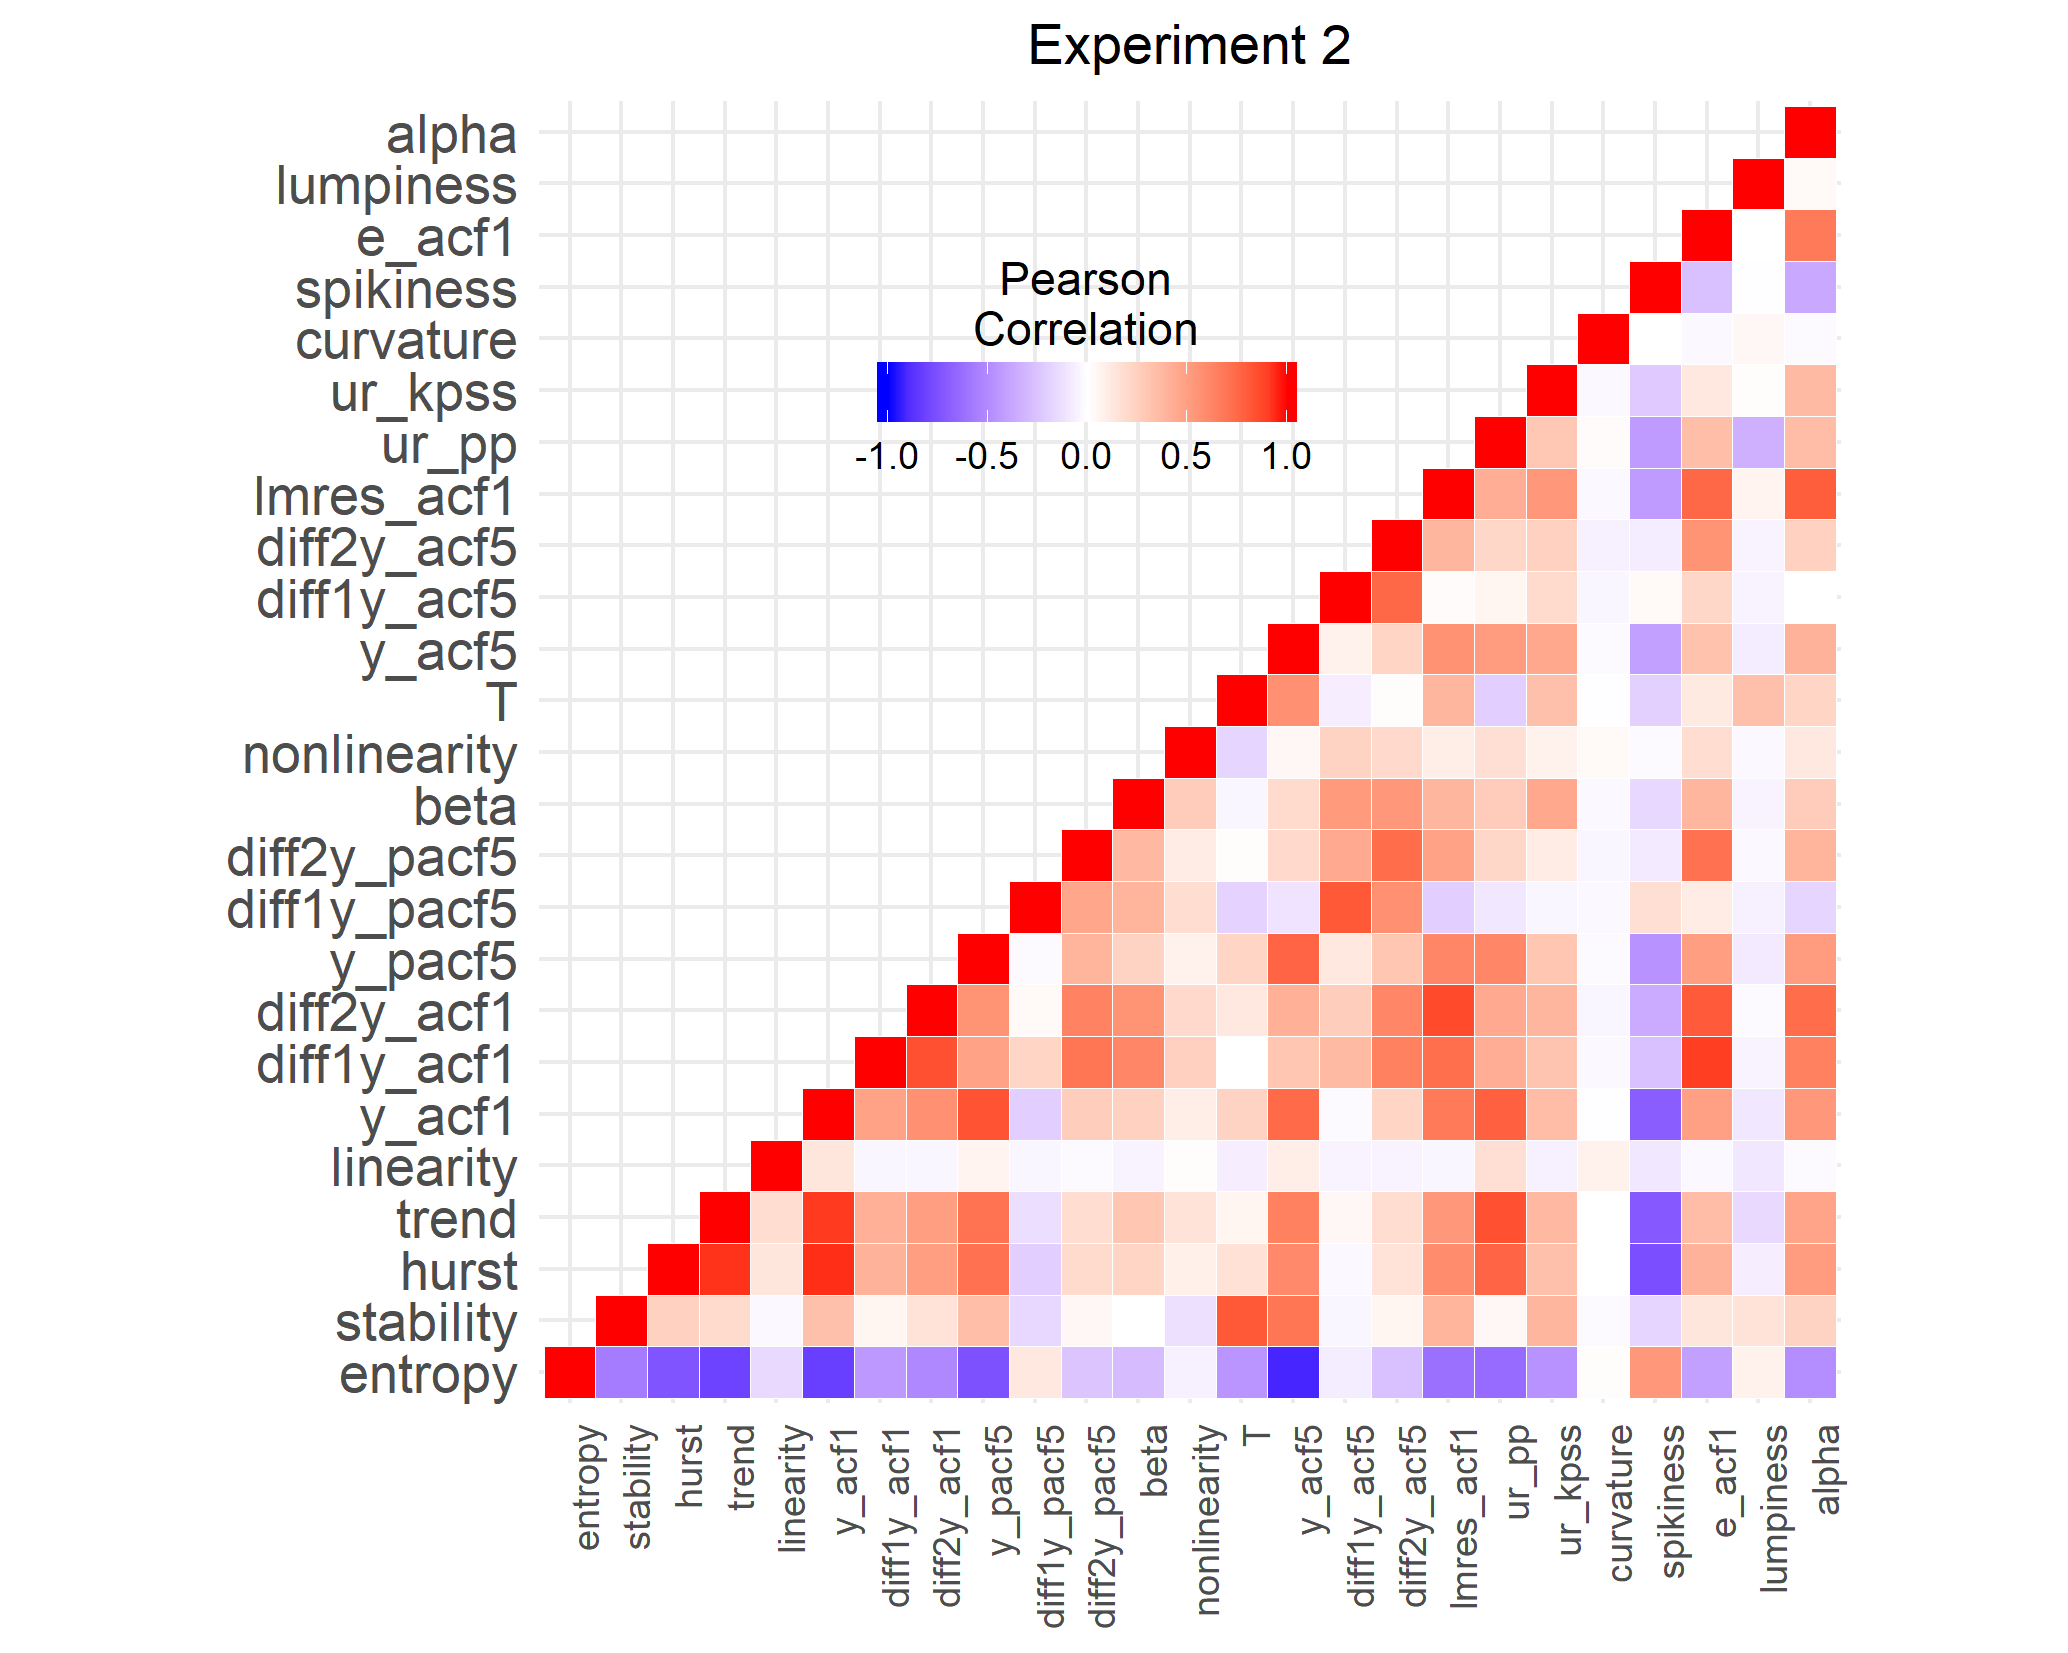 Experiment 2
alpha
lumpiness
e_acf1
spikiness
curvature
ur_kpss
ur_pp
lmres_acf1
diff2y_acf5
diff1y_acf5
y_acf5
T
nonlinearity
beta
diff2y_pacf5
diff1y_pacf5
y_pacf5
diff2y_acf1
diff1y_acf1
y_acf1
linearity
trend
hurst
stability
entropy
Pearson
Correlation
-1.0 -0.5 0.0 0.5 1.0
entropy
stability
hurst
trend
linearity
y_acf1
diff1y_acf1
diff2y_acf1
y_pacf5
diff1y_pacf5
diff2y_pacf5
beta
nonlinearity
T
y_acf5
diff1y_acf5
diff2y_acf5
lmres_acf1
ur_pp
ur_kpss
curvature
spikiness
e_acf1
lumpiness
alpha